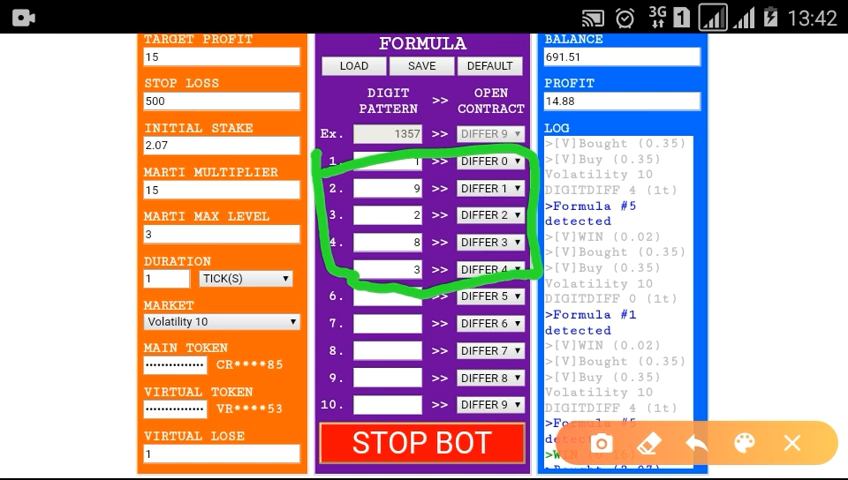 3G 1 13:42
TARGET PROFIT
15
STOP LOSS
500
INITIAL STAKE
2.07
MARTI MULTIPLIER
15
MARTI MAX LEVEL
3
DURATION
1 TICK(S)
MARKET
Volatility 10
MAIN TOKEN
CR****85
VIRTUAL TOKEN
VR****53
VIRTUAL LOSE
1
FORMULA
LOAD SAVE DEFAULT
DIGIT PATTERN >> OPEN CONTRACT
Ex. 1357 >> DIFFER 9
1. 1 >> DIFFER 0
2. 9 >> DIFFER 1
3. 2 >> DIFFER 2
4. 8 >> DIFFER 3
3 >> DIFFER 4
6. >> DIFFER 5
7. >> DIFFER 6
8. >> DIFFER 7
9. >> DIFFER 8
10. >> DIFFER 9
STOP BOT
BALANCE
691.51
PROFIT
14.88
LOG
>[V]Bought (0.35)
>[V]Buy (0.35)
Volatility 10
DIGITDIFF 4 (1t)
>Formula #5
detected
>[V]WIN (0.02)
>[V]Bought (0.35)
>[V]Buy (0.35)
Volatility 10
DIGITDIFF 0 (1t)
>Formula #1
detected
>[V]WIN (0.02)
>[V]Bought (0.35)
>[V]Buy (0.35)
Volatility 10
DIGITDIFF 4 (1t)